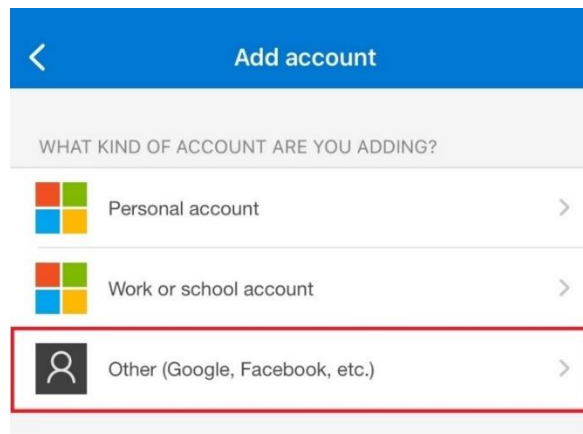 Add account
WHAT KIND OF ACCOUNT ARE YOU ADDING?
Personal account
Work or school account
Other (Google, Facebook, etc.)